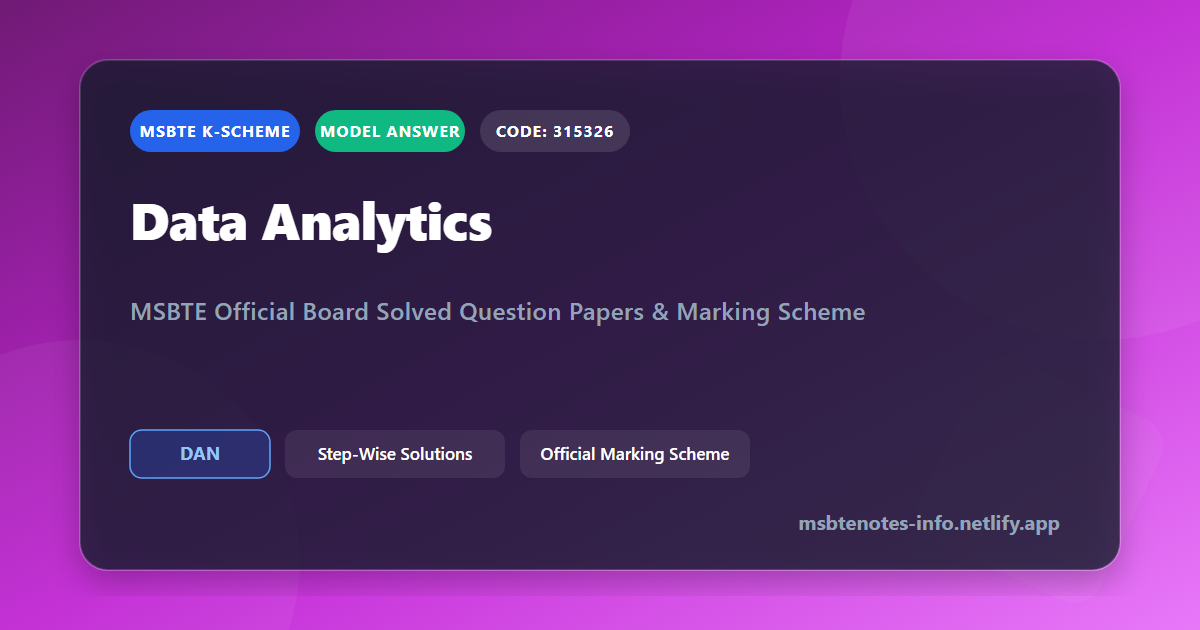 MSBTE K-SCHEME MODEL ANSWER CODE: 315326
Data Analytics
MSBTE Official Board Solved Question Papers & Marking Scheme
DAN Step-Wise Solutions Official Marking Scheme
msbtenotes-info.netlify.app